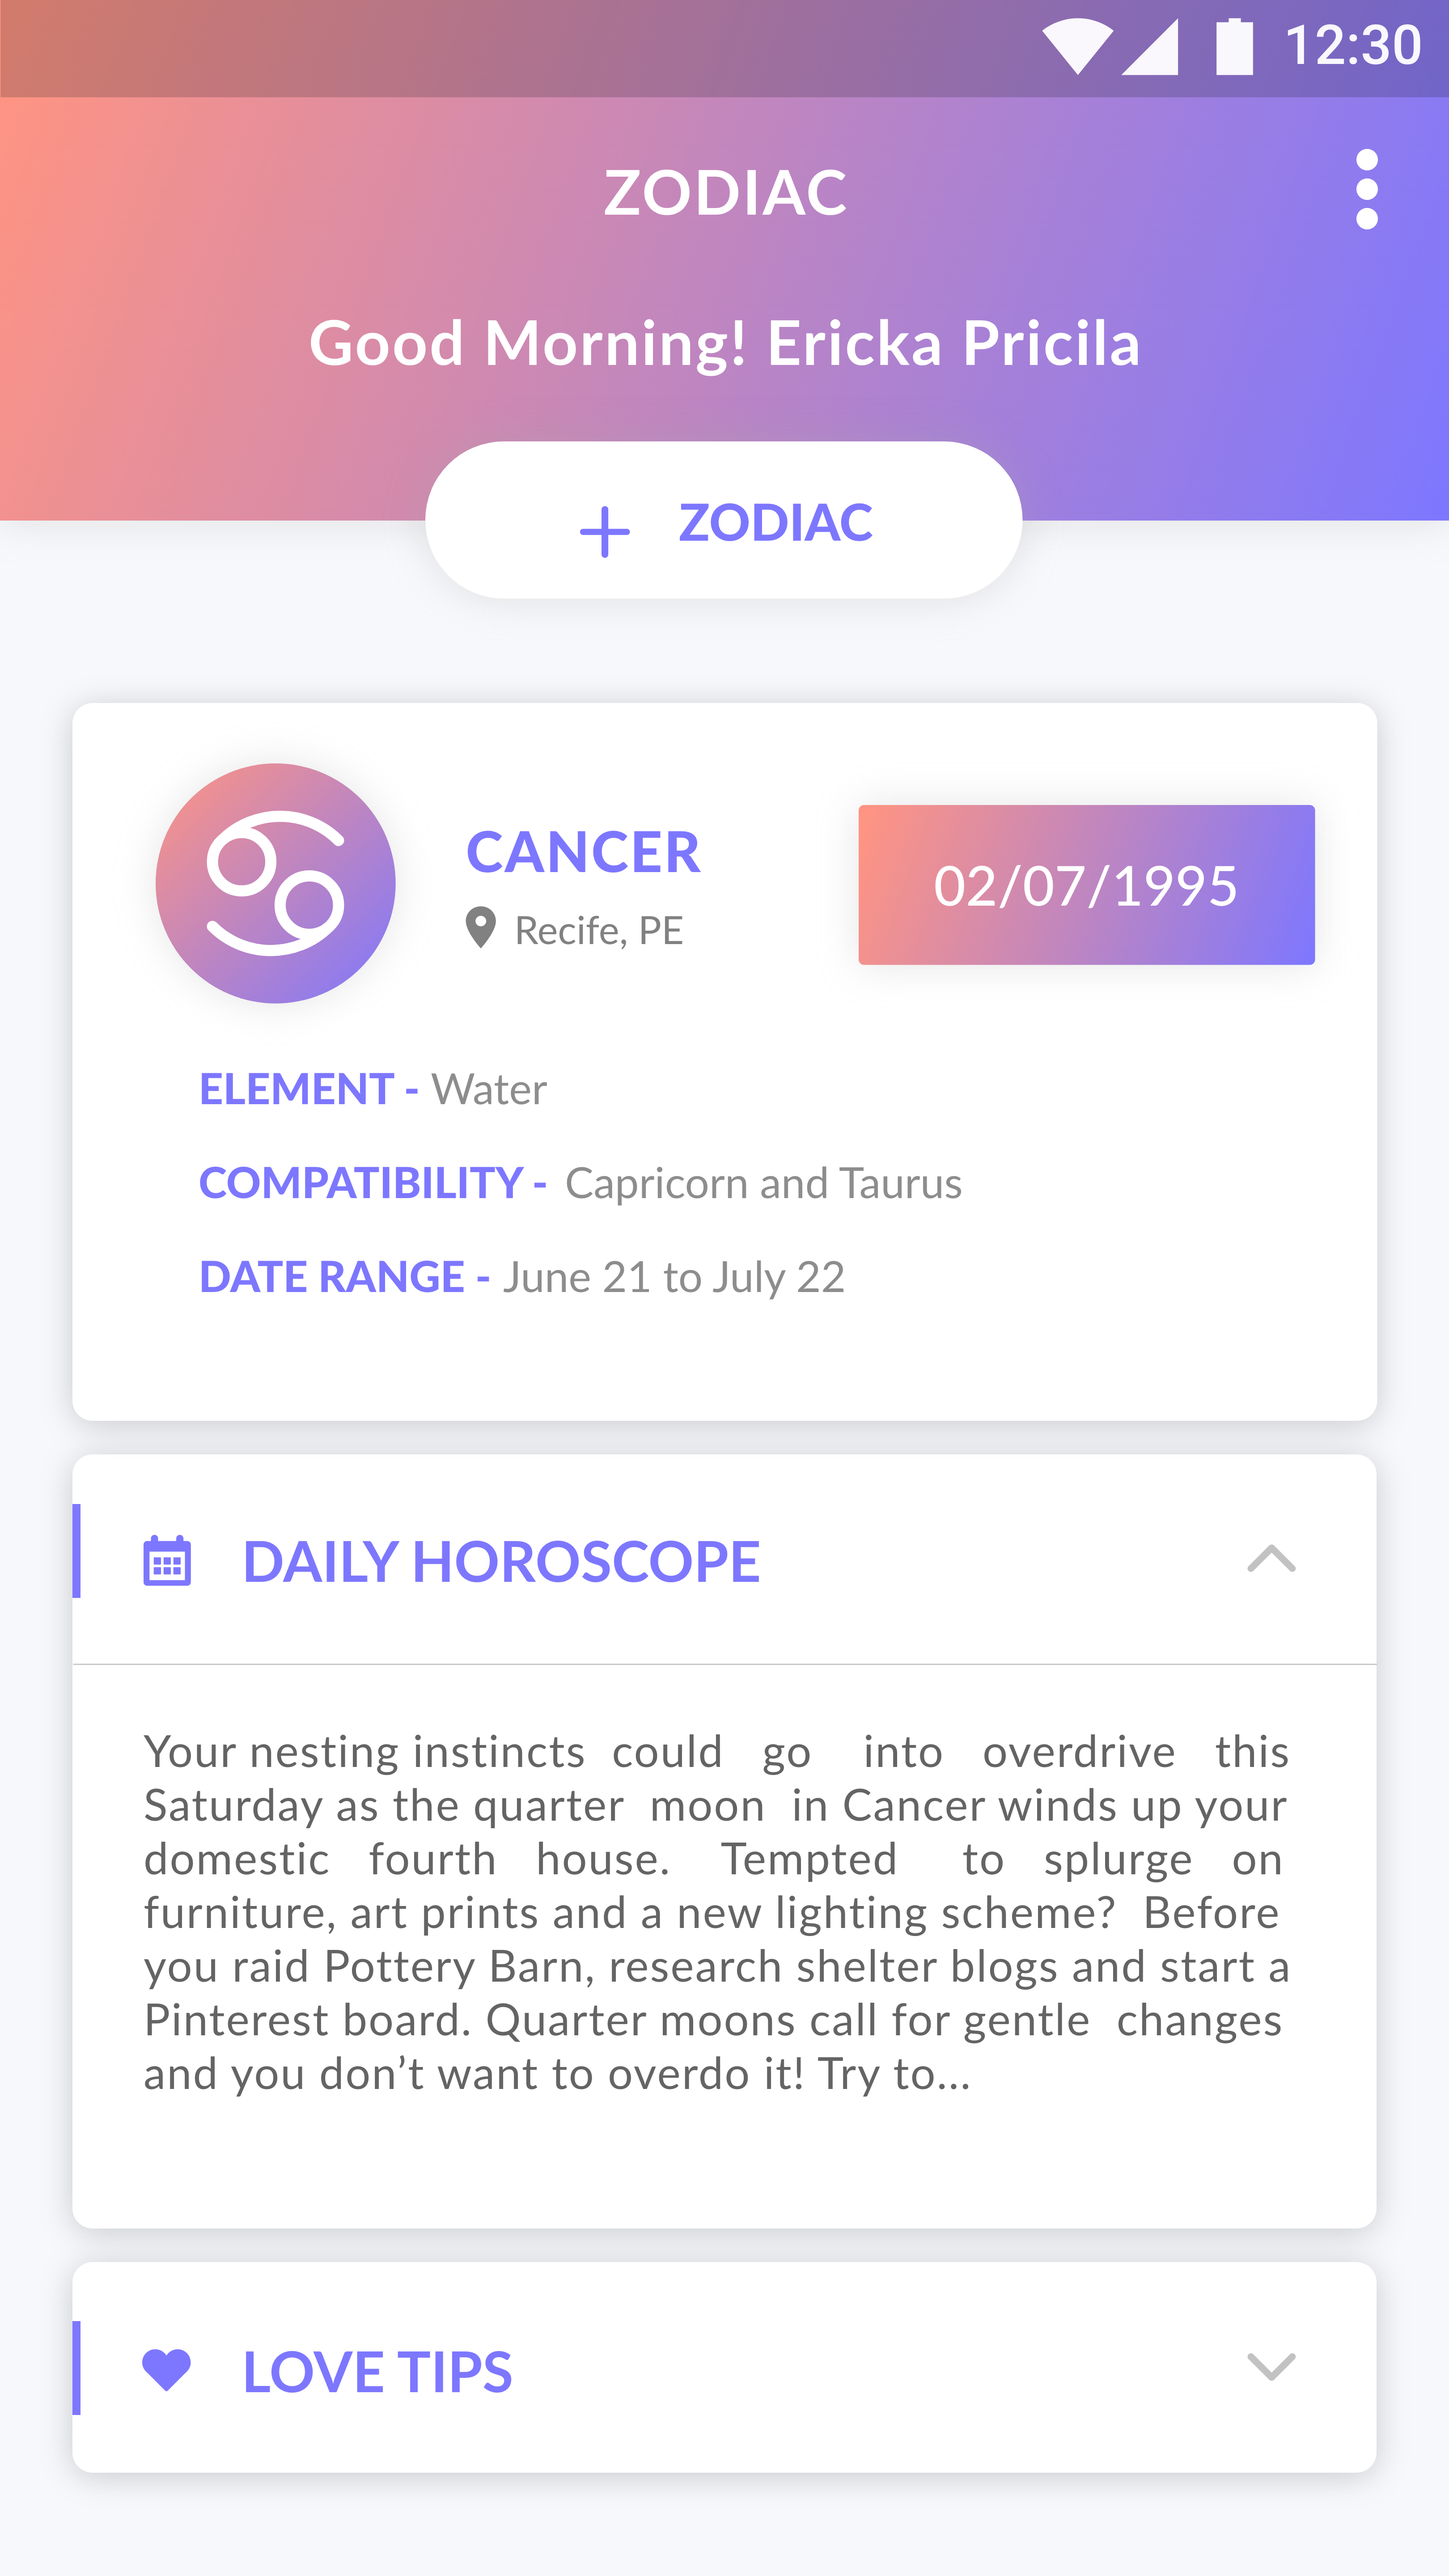 12:30
ZODIAC
Good Morning! Ericka Pricila
+ ZODIAC
CANCER
Recife, PE
02/07/1995
ELEMENT - Water
COMPATIBILITY - Capricorn and Taurus
DATE RANGE - June 21 to July 22
DAILY HOROSCOPE
Your nesting instincts could go into overdrive this
Saturday as the quarter moon in Cancer winds up your
domestic fourth house. Tempted to splurge on
furniture, art prints and a new lighting scheme? Before
you raid Pottery Barn, research shelter blogs and start a
Pinterest board. Quarter moons call for gentle changes
and you don’t want to overdo it! Try to...
LOVE TIPS